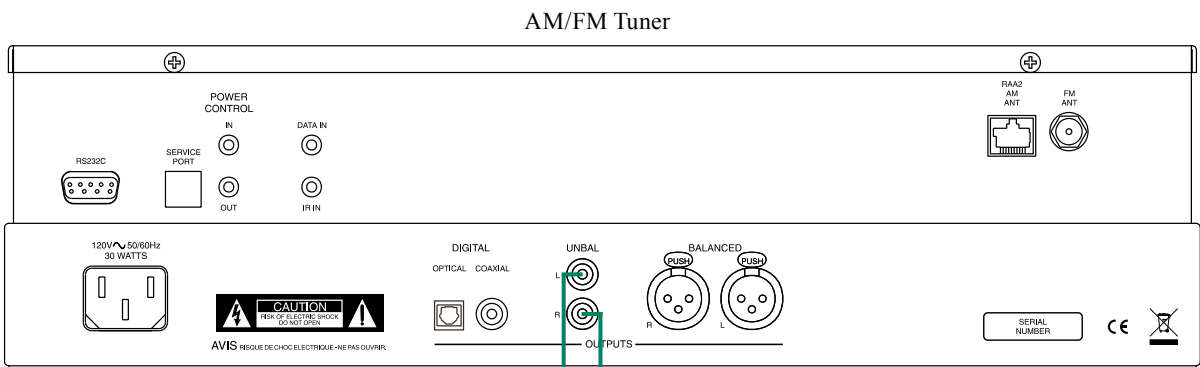 AM/FM Tuner
RAA2
AM
ANT
FM
ANT
POWER
CONTROL
IN
DATA IN
SERVICE
PORT
RS232C
OUT
IR IN
120V 50/60Hz
30 WATTS
DIGITAL
OPTICAL COAXIAL
UNBAL
L
R
BALANCED
PUSH PUSH
R L
OUTPUTS
CAUTION
RISK OF ELECTRIC SHOCK
DO NOT OPEN
AVIS RISQUE DE CHOC ELECTRIQUE - NE PAS OUVRIR.
SERIAL
NUMBER
CE